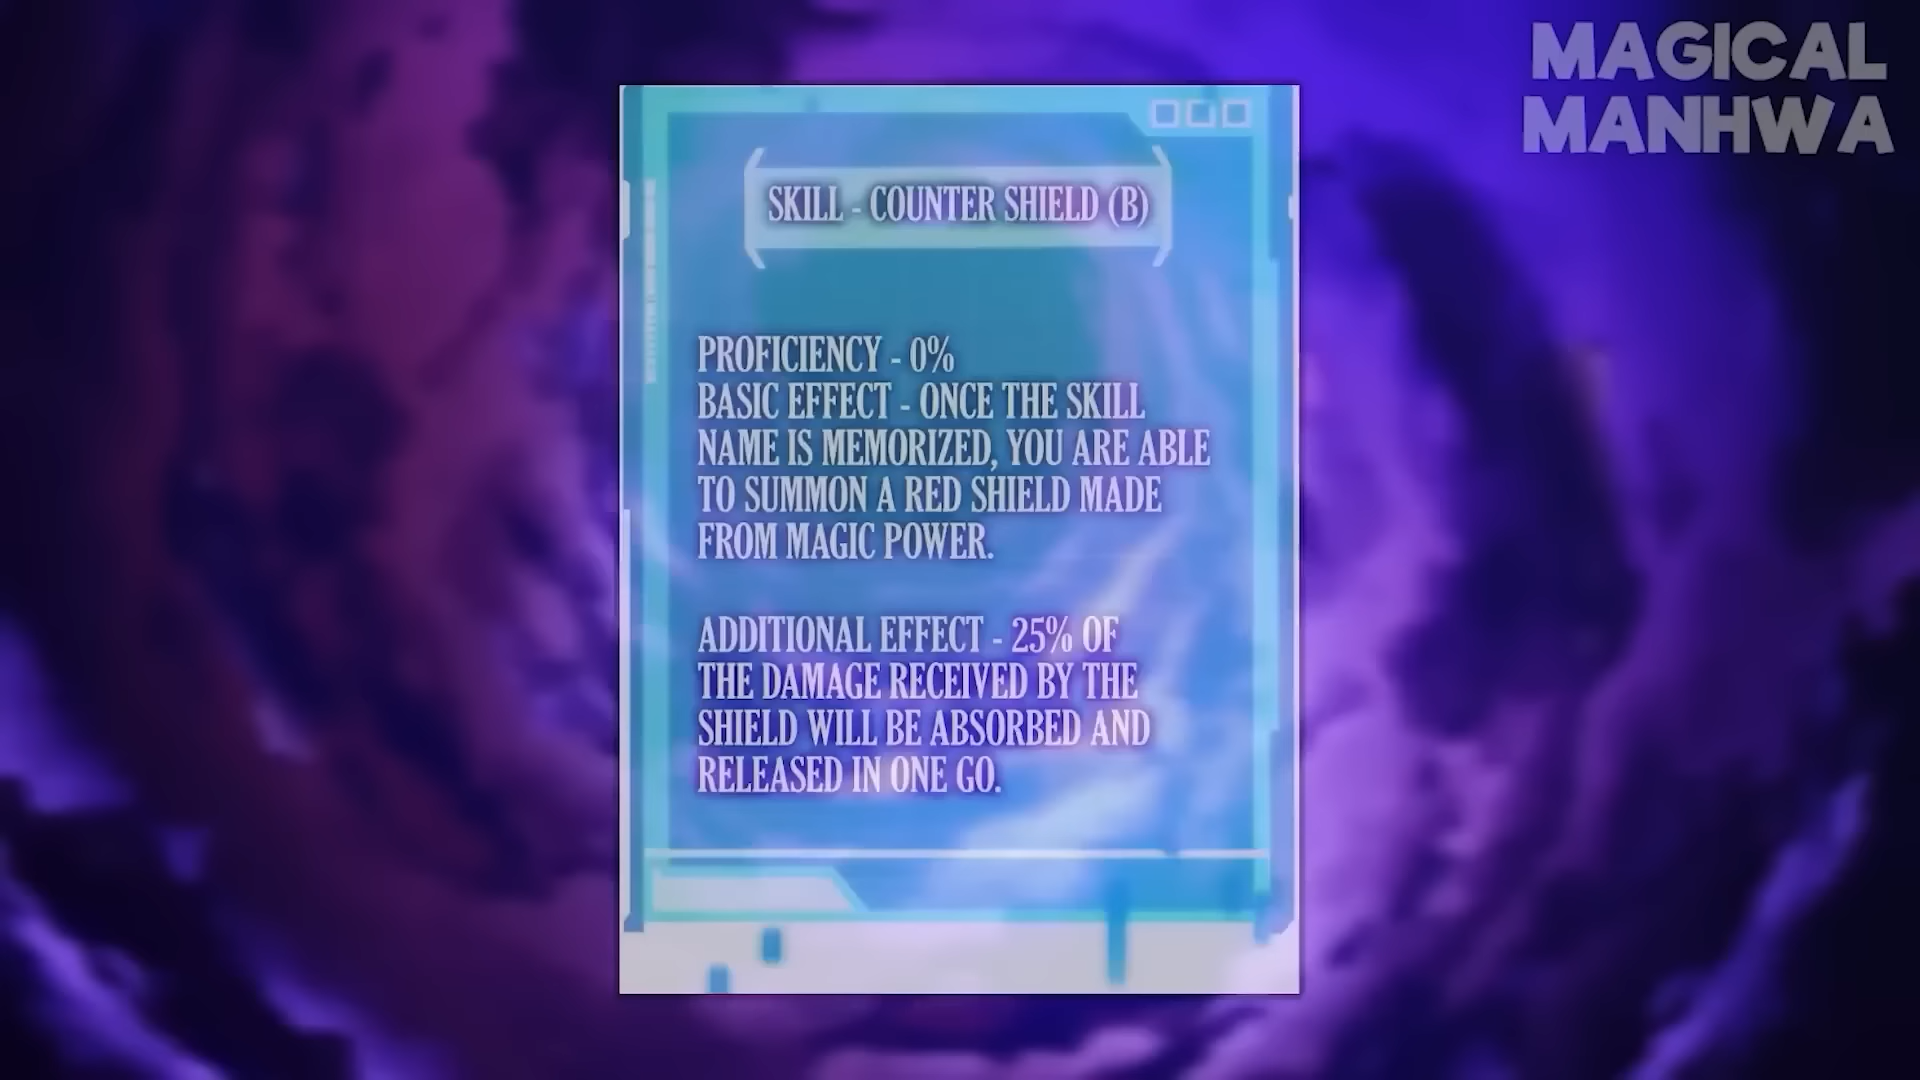 MAGICAL
MANHWA
SKILL - COUNTER SHIELD (B)
PROFICIENCY - 0%
BASIC EFFECT - ONCE THE SKILL
NAME IS MEMORIZED, YOU ARE ABLE
TO SUMMON A RED SHIELD MADE
FROM MAGIC POWER.
ADDITIONAL EFFECT - 25% OF
THE DAMAGE RECEIVED BY THE
SHIELD WILL BE ABSORBED AND
RELEASED IN ONE GO.